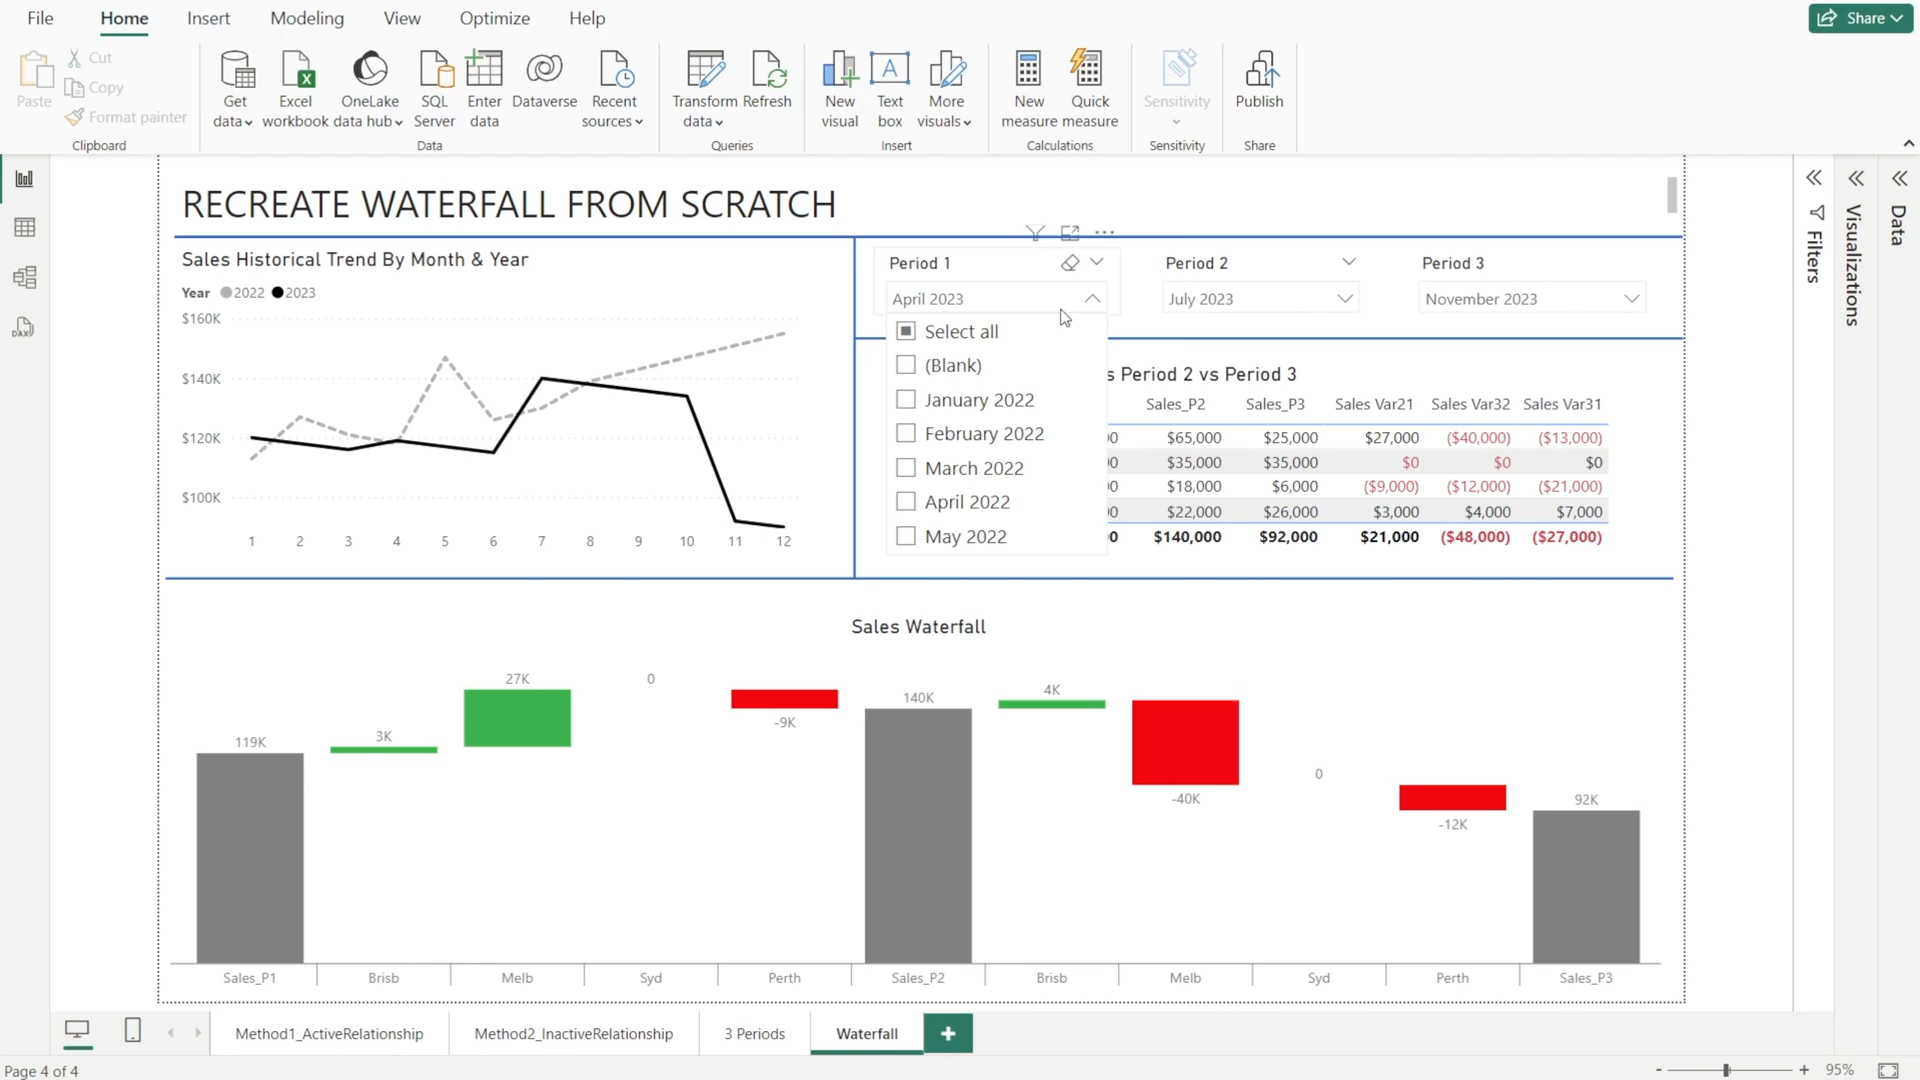 File Home Insert Modeling View Optimize Help Share
Paste
Cut
Copy
Format painter
Clipboard
Get data
Excel workbook
OneLake data hub
SQL Server
Enter data
Dataverse
Recent sources
Data
Transform data
Refresh
Queries
New visual
Text box
More visuals
Insert
New measure
Quick measure
Calculations
Sensitivity
Sensitivity
Publish
Share
RECREATE WATERFALL FROM SCRATCH
Sales Historical Trend By Month & Year
Year 2022 2023
$160K
$140K
$120K
$100K
1 2 3 4 5 6 7 8 9 10 11 12
Period 1
April 2023
Select all
(Blank)
January 2022
February 2022
March 2022
April 2022
May 2022
Period 2
July 2023
Period 3
November 2023
s Period 2 vs Period 3
Sales_P2 Sales_P3 Sales Var21 Sales Var32 Sales Var31
00 $65,000 $25,000 $27,000 ($40,000) ($13,000)
0 $35,000 $35,000 $0 $0 $0
00 $18,000 $6,000 ($9,000) ($12,000) ($21,000)
0 $22,000 $26,000 $3,000 $4,000 $7,000
0 $140,000 $92,000 $21,000 ($48,000) ($27,000)
Sales Waterfall
119K 3K 27K 0 -9K 140K 4K -40K 0 -12K 92K
Sales_P1 Brisb Melb Syd Perth Sales_P2 Brisb Melb Syd Perth Sales_P3
Filters
Visualizations
Data
DAX
Method1_ActiveRelationship Method2_InactiveRelationship 3 Periods Waterfall
Page 4 of 4
- + 95%